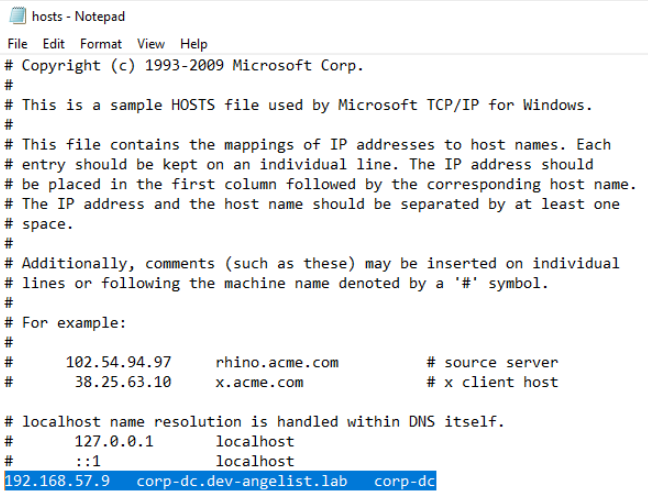 hosts - Notepad
File Edit Format View Help
# Copyright (c) 1993-2009 Microsoft Corp.
#
# This is a sample HOSTS file used by Microsoft TCP/IP for Windows.
#
# This file contains the mappings of IP addresses to host names. Each
# entry should be kept on an individual line. The IP address should
# be placed in the first column followed by the corresponding host name.
# The IP address and the host name should be separated by at least one
# space.
#
# Additionally, comments (such as these) may be inserted on individual
# lines or following the machine name denoted by a '#' symbol.
#
# For example:
#
#      102.54.94.97     rhino.acme.com          # source server
#       38.25.63.10     x.acme.com              # x client host

# localhost name resolution is handled within DNS itself.
#       127.0.0.1       localhost
#       ::1             localhost
192.168.57.9   corp-dc.dev-angelist.lab   corp-dc